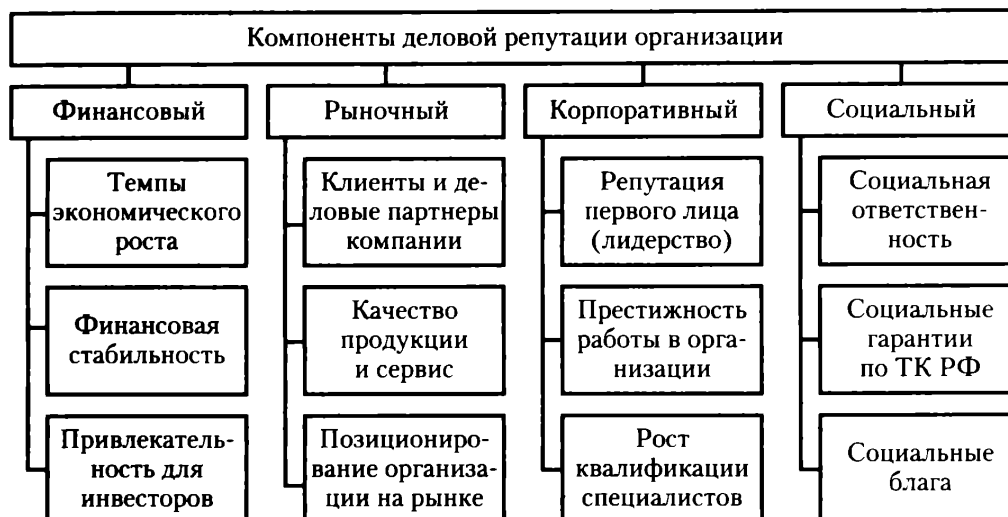 Компоненты деловой репутации организации
Финансовый
Рыночный
Корпоративный
Социальный
Темпы
экономического
роста
Клиенты и де-
ловые партнеры
компании
Репутация
первого лица
(лидерство)
Социальная
ответствен-
ность
Финансовая
стабильность
Качество
продукции
и сервис
Престижность
работы в орга-
низации
Социальные
гарантии
по ТК РФ
Привлекатель-
ность для
инвесторов
Позициониро-
вание организа-
ции на рынке
Рост
квалификации
специалистов
Социальные
блага